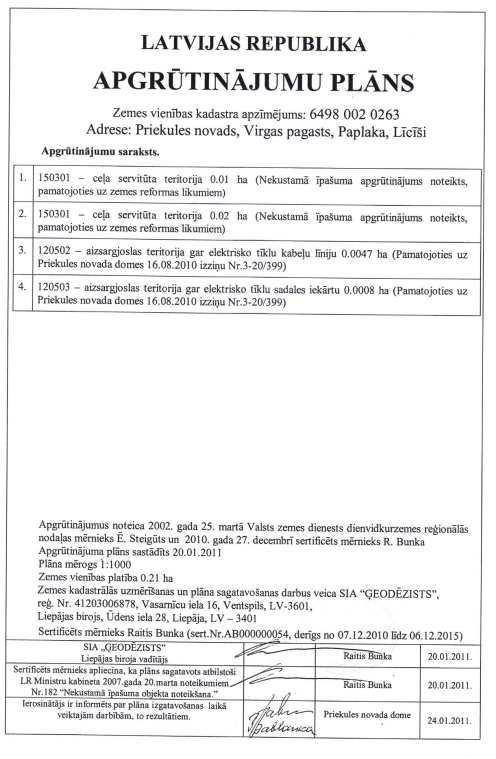 LATVIJAS REPUBLIKA
APGRŪTINĀJUMU PLĀNS
Zemes vienības kadastra apzīmējums: 6498 002 0263
Adrese: Priekules novads, Virgas pagasts, Paplaka, Līcīši
Apgrūtinājumu saraksts.
1. 150301 – ceļa servitūta teritorija 0.01 ha (Nekustamā īpašuma apgrūtinājums noteikts,
pamatojoties uz zemes reformas likumiem)
2. 150301 – ceļa servitūta teritorija 0.02 ha (Nekustamā īpašuma apgrūtinājums noteikts,
pamatojoties uz zemes reformas likumiem)
3. 120502 – aizsargjoslas teritorija gar elektrisko tīklu kabeļu līniju 0.0047 ha (Pamatojoties uz
Priekules novada domes 16.08.2010 izziņu Nr.3-20/399)
4. 120503 – aizsargjoslas teritorija gar elektrisko tīklu sadales iekārtu 0.0008 ha (Pamatojoties uz
Priekules novada domes 16.08.2010 izziņu Nr.3-20/399)
Apgrūtinājumus noteica 2002. gada 25. martā Valsts zemes dienests dienvidkurzemes reģionālās
nodaļas mērnieks Ē. Steigūts un 2010. gada 27. decembrī sertificēts mērnieks R. Bunka
Apgrūtinājuma plāns sastādīts 20.01.2011
Plāna mērogs 1:1000
Zemes vienības platība 0.21 ha
Zemes kadastrālās uzmērīšanas un plāna sagatavošanas darbus veica SIA “ĢEODĒZISTS”,
reģ. Nr. 41203006878, Vasarnīcu iela 16, Ventspils, LV-3601,
Liepājas birojs, Ūdens iela 28, Liepāja, LV – 3401
Sertificēts mērnieks Raitis Bunka (sert.Nr.AB000000054, derīgs no 07.12.2010 līdz 06.12.2015)
SIA „ĢEODĒZISTS”
Liepājas biroja vadītājs Raitis Bunka 20.01.2011.
Sertificēts mērnieks apliecina, ka plāns sagatavots atbilstoši
LR Ministru kabineta 2007.gada 20.marta noteikumiem
Nr.182 “Nekustamā īpašuma objekta noteikšana.” Raitis Bunka 20.01.2011.
Ierosinātājs ir informēts par plāna izgatavošanas laikā
veiktajām darbībām, to rezultātiem. Priekules novada dome 24.01.2011.